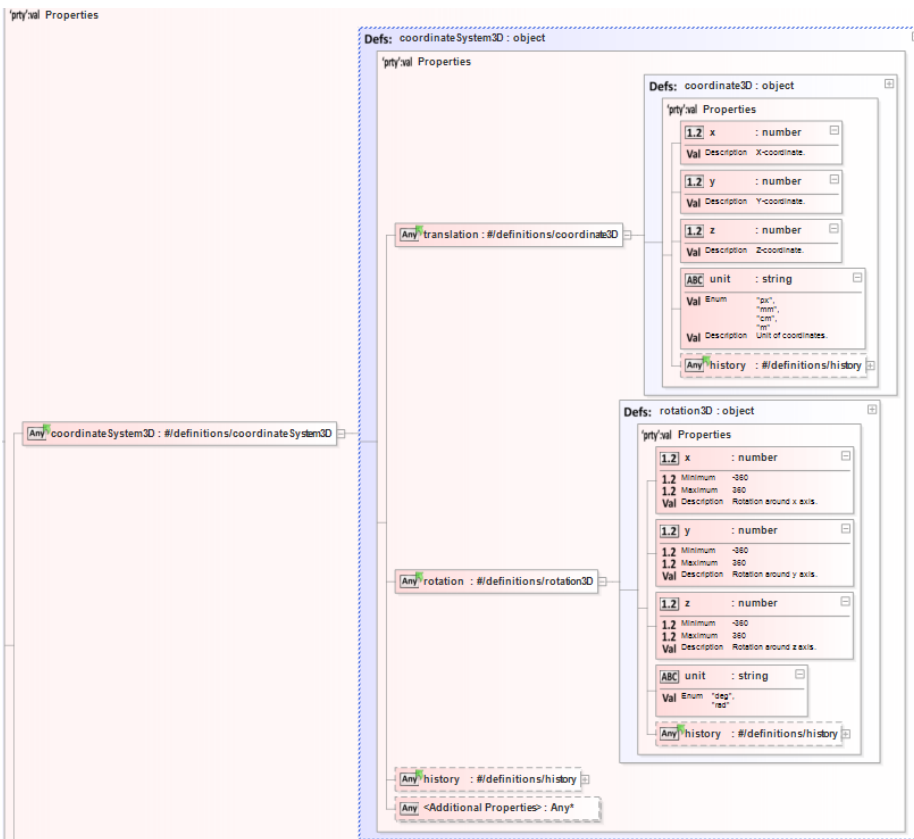 'prty':val Properties
Defs: coordinateSystem3D : object
'prty':val Properties
Defs: coordinate3D : object
'prty':val Properties
1.2 x : number
Val Description X-coordinate.
1.2 y : number
Val Description Y-coordinate.
1.2 z : number
Val Description Z-coordinate.
ABC unit : string
Val Enum "px",
"mm",
"cm",
"m"
Val Description Unit of coordinates.
Any history : #/definitions/history
Any translation : #/definitions/coordinate3D
Any coordinateSystem3D : #/definitions/coordinateSystem3D
Defs: rotation3D : object
'prty':val Properties
1.2 x : number
1.2 Minimum -360
1.2 Maximum 360
Val Description Rotation around x axis.
1.2 y : number
1.2 Minimum -360
1.2 Maximum 360
Val Description Rotation around y axis.
1.2 z : number
1.2 Minimum -360
1.2 Maximum 360
Val Description Rotation around z axis.
ABC unit : string
Val Enum "deg",
"rad"
Any history : #/definitions/history
Any rotation : #/definitions/rotation3D
Any history : #/definitions/history
Any <Additional Properties> : Any*